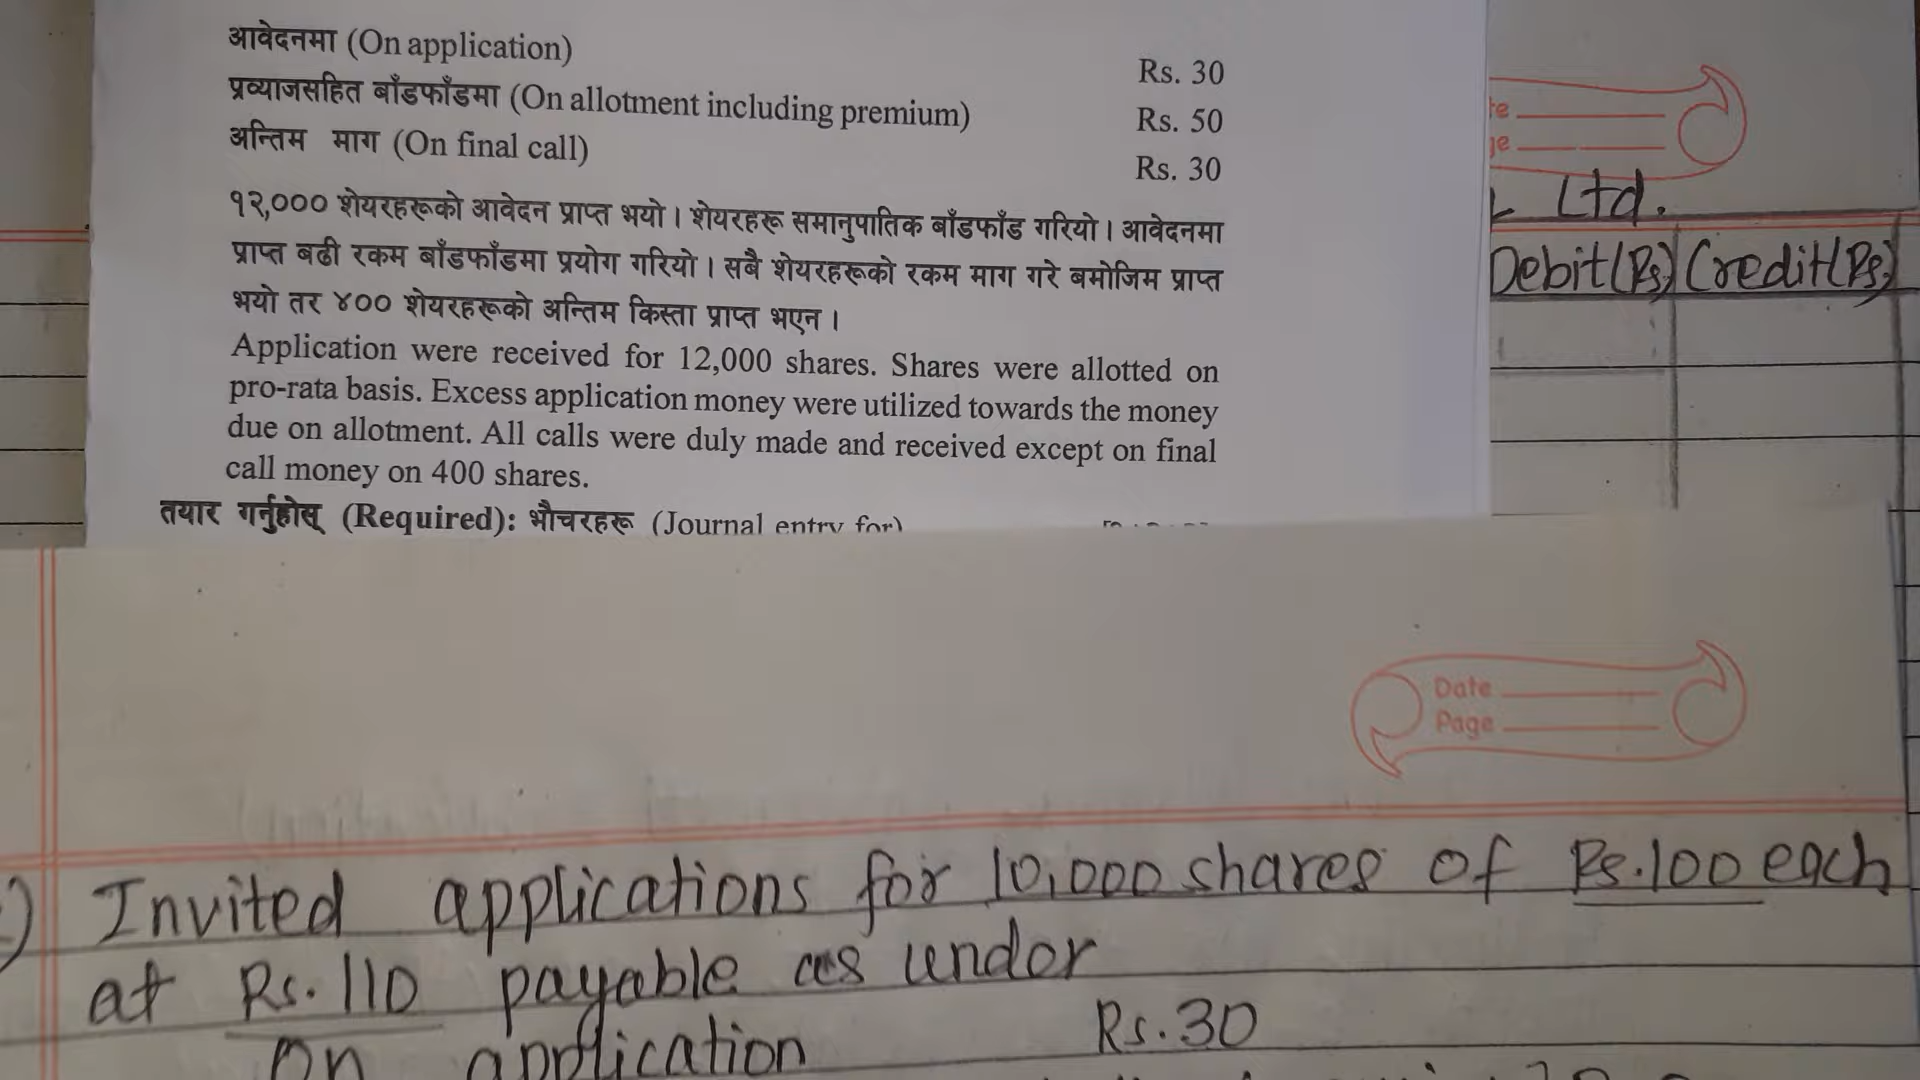 आवेदनमा (On application) Rs. 30
प्रव्याजसहित बाँडफाँडमा (On allotment including premium) Rs. 50
अन्तिम माग (On final call) Rs. 30
१२,००० शेयरहरूको आवेदन प्राप्त भयो । शेयरहरू समानुपातिक बाँडफाँड गरियो । आवेदनमा
प्राप्त बढी रकम बाँडफाँडमा प्रयोग गरियो । सबै शेयरहरूको रकम माग गरे बमोजिम प्राप्त
भयो तर ४०० शेयरहरूको अन्तिम किस्ता प्राप्त भएन ।
Application were received for 12,000 shares. Shares were allotted on
pro-rata basis. Excess application money were utilized towards the money
due on allotment. All calls were duly made and received except on final
call money on 400 shares.
तयार गर्नुहोस् (Required): भौचरहरू (Journal entry for)
Ltd.
Debit(Rs) Credit(Rs)
Date
Page
Invited applications for 10,000 shares of Rs.100 each
at Rs.110 payable as under
on application Rs.30